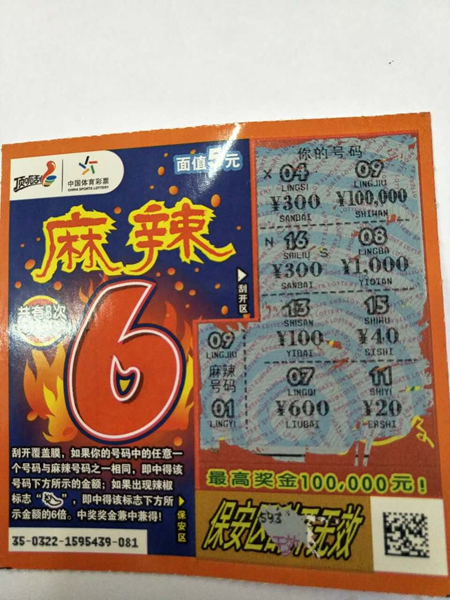 顶呱刮
中国体育彩票
CHINA SPORTS LOTTERY
面值5元
麻辣
6
刮开区
你的号码
04 09
LINGSI LINGJIU
¥300 ¥100,000
SANBAI SHIWAN
08
SHILIU LINGBA
¥300 ¥1,000
SANBAI YIQIAN
13 15
SHISAN SHIWU
¥100 ¥40
YIBAI SISHI
07 11
LINGQI SHIYI
¥600 ¥20
LIUBAI ERSHI
09
LINGJIU
麻辣
号码
01
LINGYI
刮开覆盖膜，如果你的号码中的任意一
个号码与麻辣号码之一相同，即中得该
号码下方所示的金额；如果出现辣椒
标志“ ”，即中得该标志下方所
示金额的6倍。中奖奖金兼中兼得！
保安区
最高奖金100,000元！
保安区 无效
35-0322-1595439-081